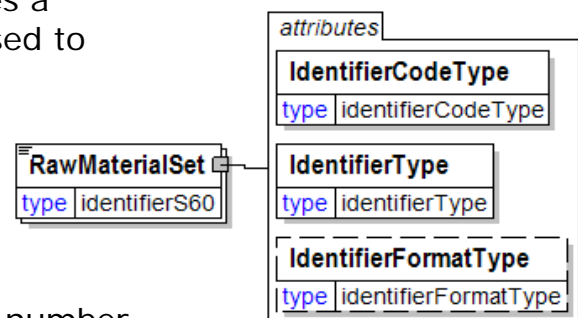 es a
sed to
attributes
IdentifierCodeType
type identifierCodeType
RawMaterialSet
type identifierS60
IdentifierType
type identifierType
IdentifierFormatType
type identifierFormatType
number